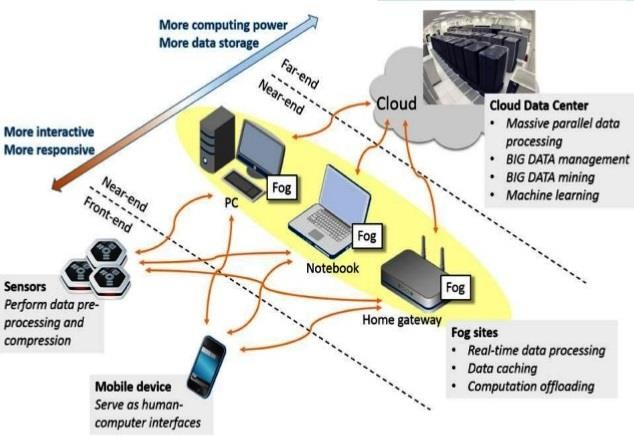 More computing power
More data storage
Far-end
Near-end
Cloud
Cloud Data Center
• Massive parallel data
processing
• BIG DATA management
• BIG DATA mining
• Machine learning
More interactive
More responsive
Near-end
Front-end
PC
Fog
Notebook
Fog
Home gateway
Fog
Sensors
Perform data pre-
processing and
compression
Mobile device
Serve as human-
computer interfaces
Fog sites
• Real-time data processing
• Data caching
• Computation offloading